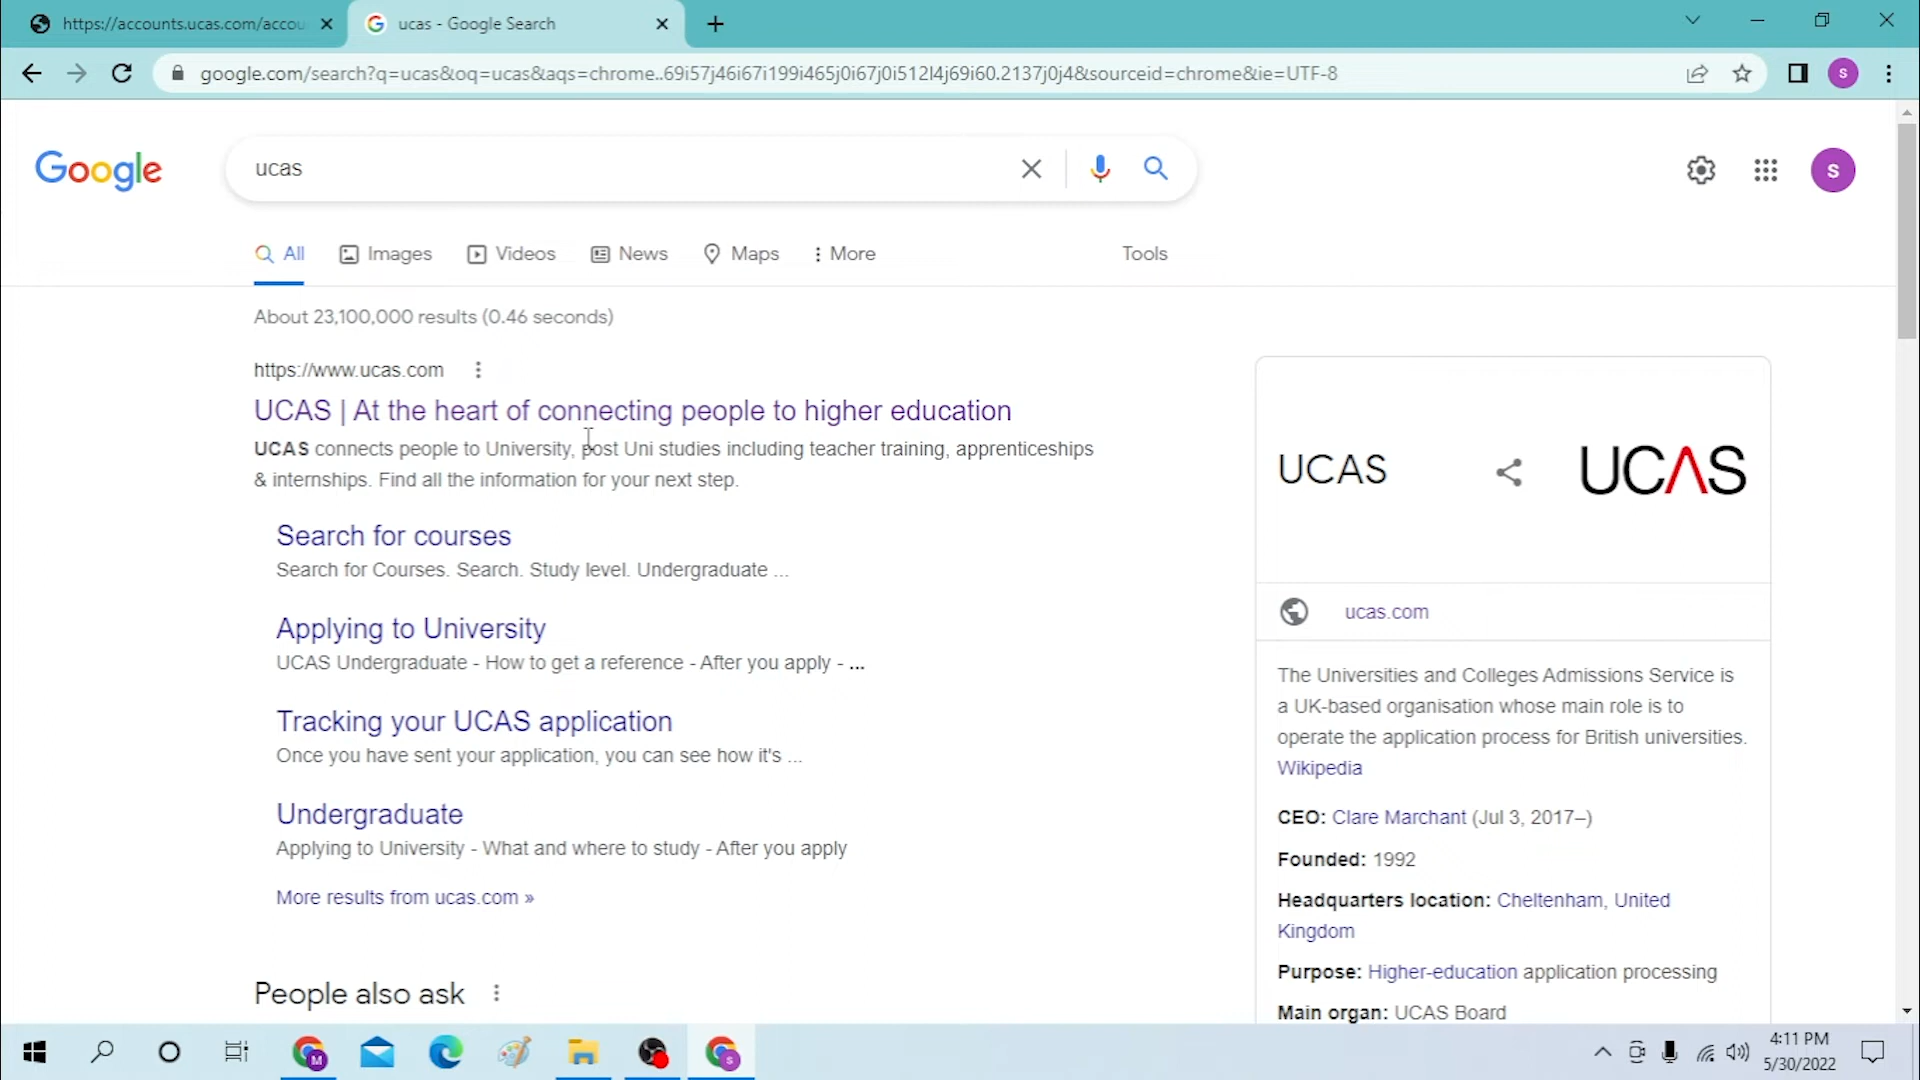 https://accounts.ucas.com/accou
ucas - Google Search
google.com/search?q=ucas&oq=ucas&aqs=chrome..69i57j46i67i199i465j0i67j0i512l4j69i60.2137j0j4&sourceid=chrome&ie=UTF-8
S
Google
ucas
S
All
Images
Videos
News
Maps
More
Tools
About 23,100,000 results (0.46 seconds)
https://www.ucas.com
UCAS | At the heart of connecting people to higher education
UCAS connects people to University, post Uni studies including teacher training, apprenticeships
& internships. Find all the information for your next step.
Search for courses
Search for Courses. Search. Study level. Undergraduate ...
Applying to University
UCAS Undergraduate - How to get a reference - After you apply - ...
Tracking your UCAS application
Once you have sent your application, you can see how it's ...
Undergraduate
Applying to University - What and where to study - After you apply
More results from ucas.com »
People also ask
UCAS
UCAS
ucas.com
The Universities and Colleges Admissions Service is
a UK-based organisation whose main role is to
operate the application process for British universities.
Wikipedia
CEO: Clare Marchant (Jul 3, 2017–)
Founded: 1992
Headquarters location: Cheltenham, United
Kingdom
Purpose: Higher-education application processing
Main organ: UCAS Board
M
S
4:11 PM
5/30/2022